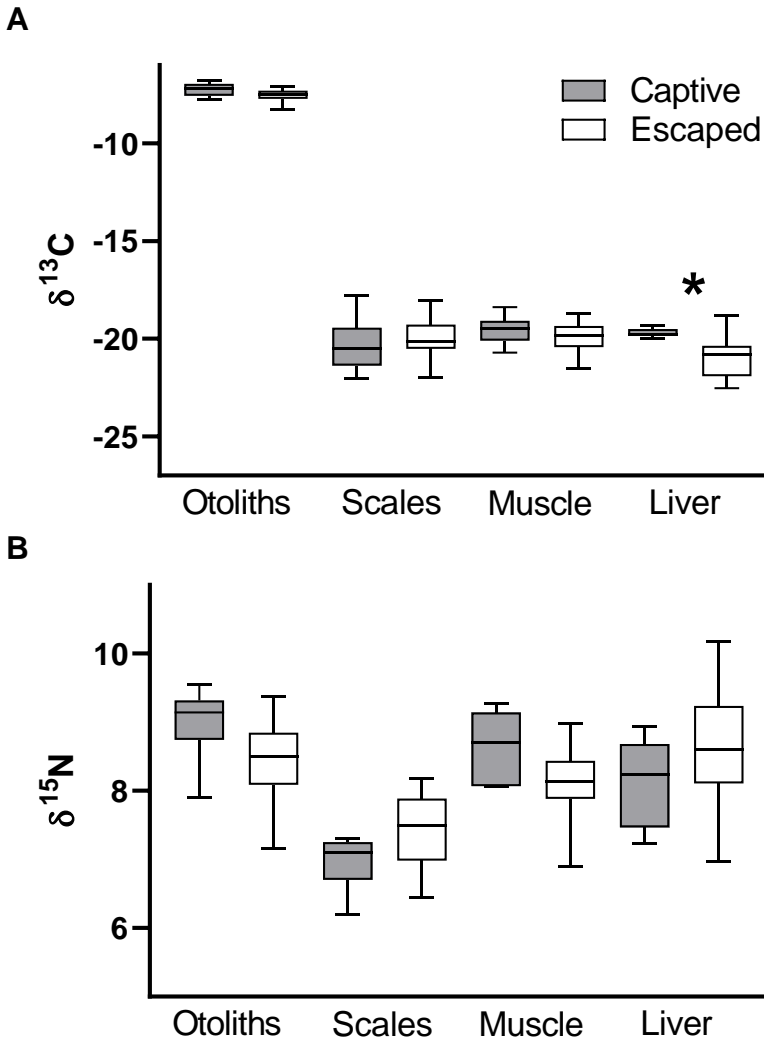 A
Captive
Escaped
-10
-15
-20
-25
δ¹³C
*
Otoliths Scales Muscle Liver
B
10
8
6
δ¹⁵N
Otoliths Scales Muscle Liver